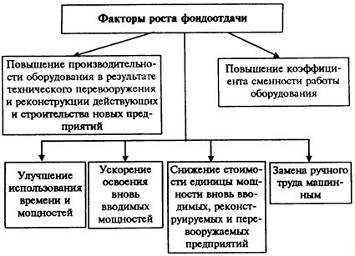 Факторы роста фондоотдачи
Повышение производительно-
сти оборудования в результате
технического перевооружения
и реконструкции действующих
и строительства новых пред-
приятий
Повышение коэффици-
ента сменности работы
оборудования
Улучшение
использования
времени и
мощностей
Ускорение
освоения
вновь
вводимых
мощностей
Снижение стоимо-
сти единицы мощ-
ности вновь вво-
димых, реконст-
руируемых и пере-
вооружаемых
предприятий
Замена ручного
труда машин-
ным